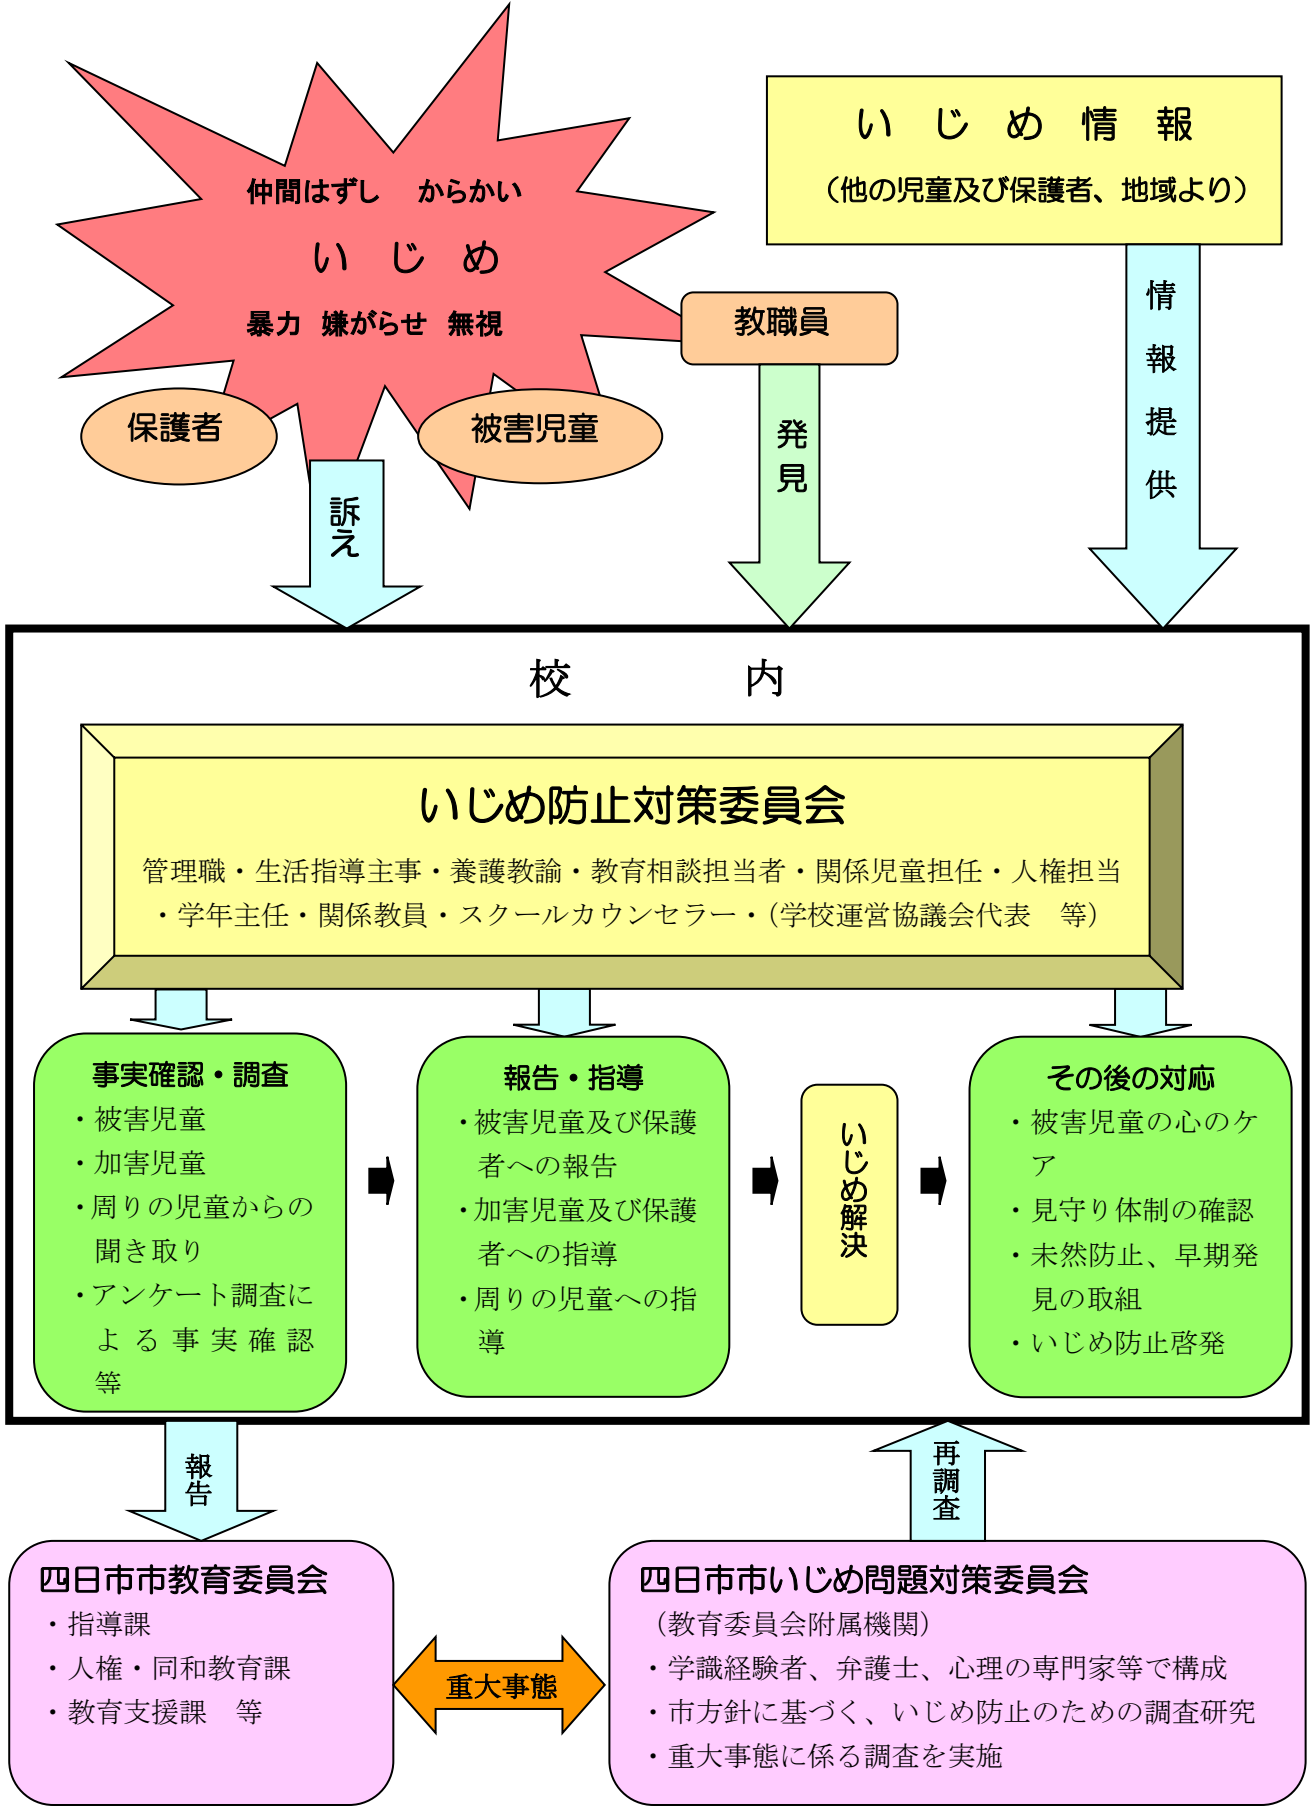 仲間はずし　からかい
い　じ　め
暴力　嫌がらせ　無視
い　じ　め　情　報
（他の児童及び保護者、地域より）
教職員
保護者
被害児童
訴え
発見
情報提供
校　内
いじめ防止対策委員会
管理職・生活指導主事・養護教諭・教育相談担当者・関係児童担任・人権担当
・学年主任・関係教員・スクールカウンセラー・（学校運営協議会代表　等）
事実確認・調査
・被害児童
・加害児童
・周りの児童からの
聞き取り
・アンケート調査に
よる事実確認
等
報告・指導
・被害児童及び保護
者への報告
・加害児童及び保護
者への指導
・周りの児童への指
導
いじめ解決
その後の対応
・被害児童の心のケ
ア
・見守り体制の確認
・未然防止、早期発
見の取組
・いじめ防止啓発
報告
再調査
四日市市教育委員会
・指導課
・人権・同和教育課
・教育支援課　等
重大事態
四日市市いじめ問題対策委員会
（教育委員会附属機関）
・学識経験者、弁護士、心理の専門家等で構成
・市方針に基づく、いじめ防止のための調査研究
・重大事態に係る調査を実施